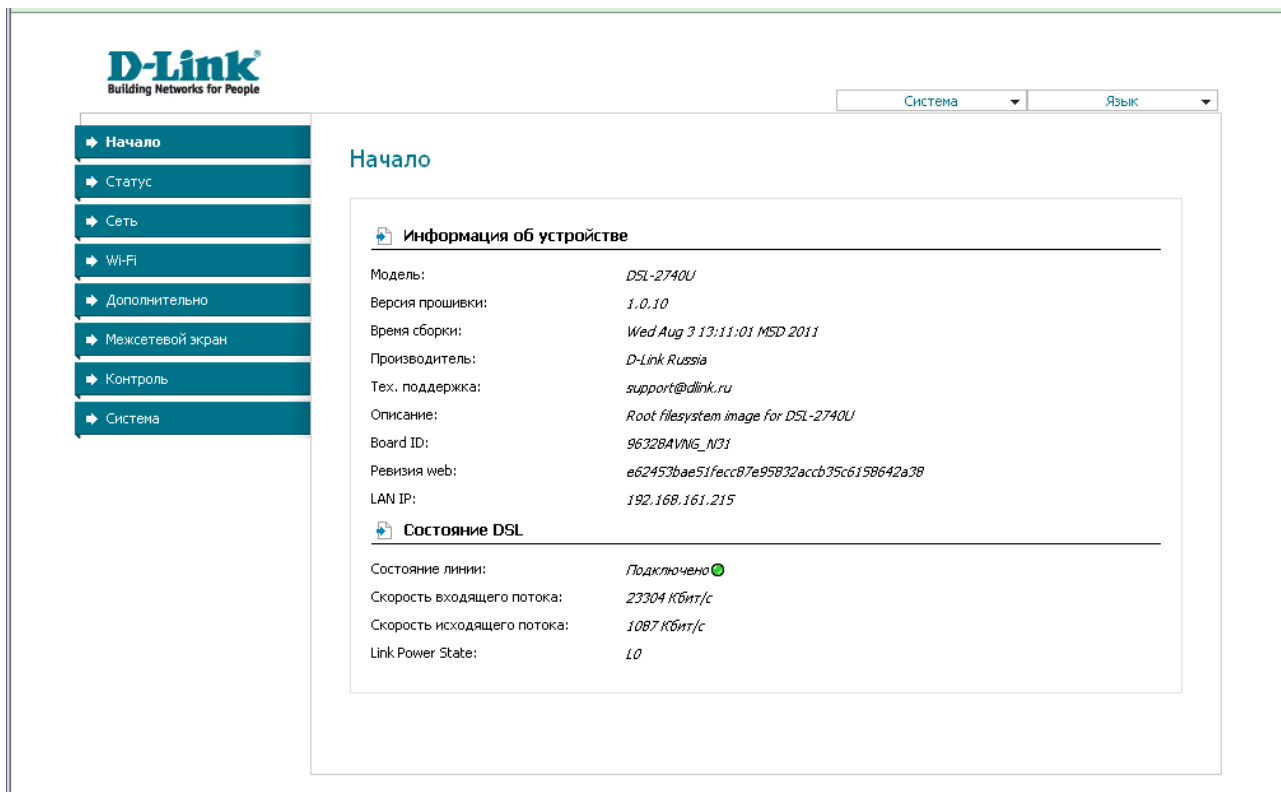 D-Link
Building Networks for People
Система Язык
Начало
Статус
Сеть
Wi-Fi
Дополнительно
Межсетевой экран
Контроль
Система
Начало
Информация об устройстве
Модель: DSL-2740U
Версия прошивки: 1.0.10
Время сборки: Wed Aug 3 13:11:01 MSD 2011
Производитель: D-Link Russia
Тех. поддержка: support@dlink.ru
Описание: Root filesystem image for DSL-2740U
Board ID: 96328AVNG_N31
Ревизия web: e62453bae51fecc87e95832accb35c6158642a38
LAN IP: 192.168.161.215
Состояние DSL
Состояние линии: Подключено
Скорость входящего потока: 23304 Кбит/с
Скорость исходящего потока: 1087 Кбит/с
Link Power State: L0